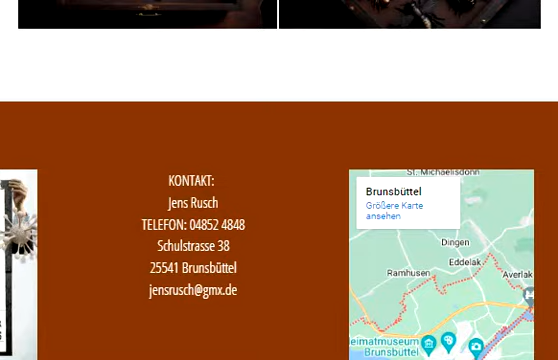 KONTAKT:
Jens Rusch
TELEFON: 04852 4848
Schulstrasse 38
25541 Brunsbüttel
jensrusch@gmx.de
St. Michaelisdonn
Brunsbüttel
Größere Karte
ansehen
Dingen
Eddelak
Ramhusen
Averlak
eimatmuseum
Brunsbüttel